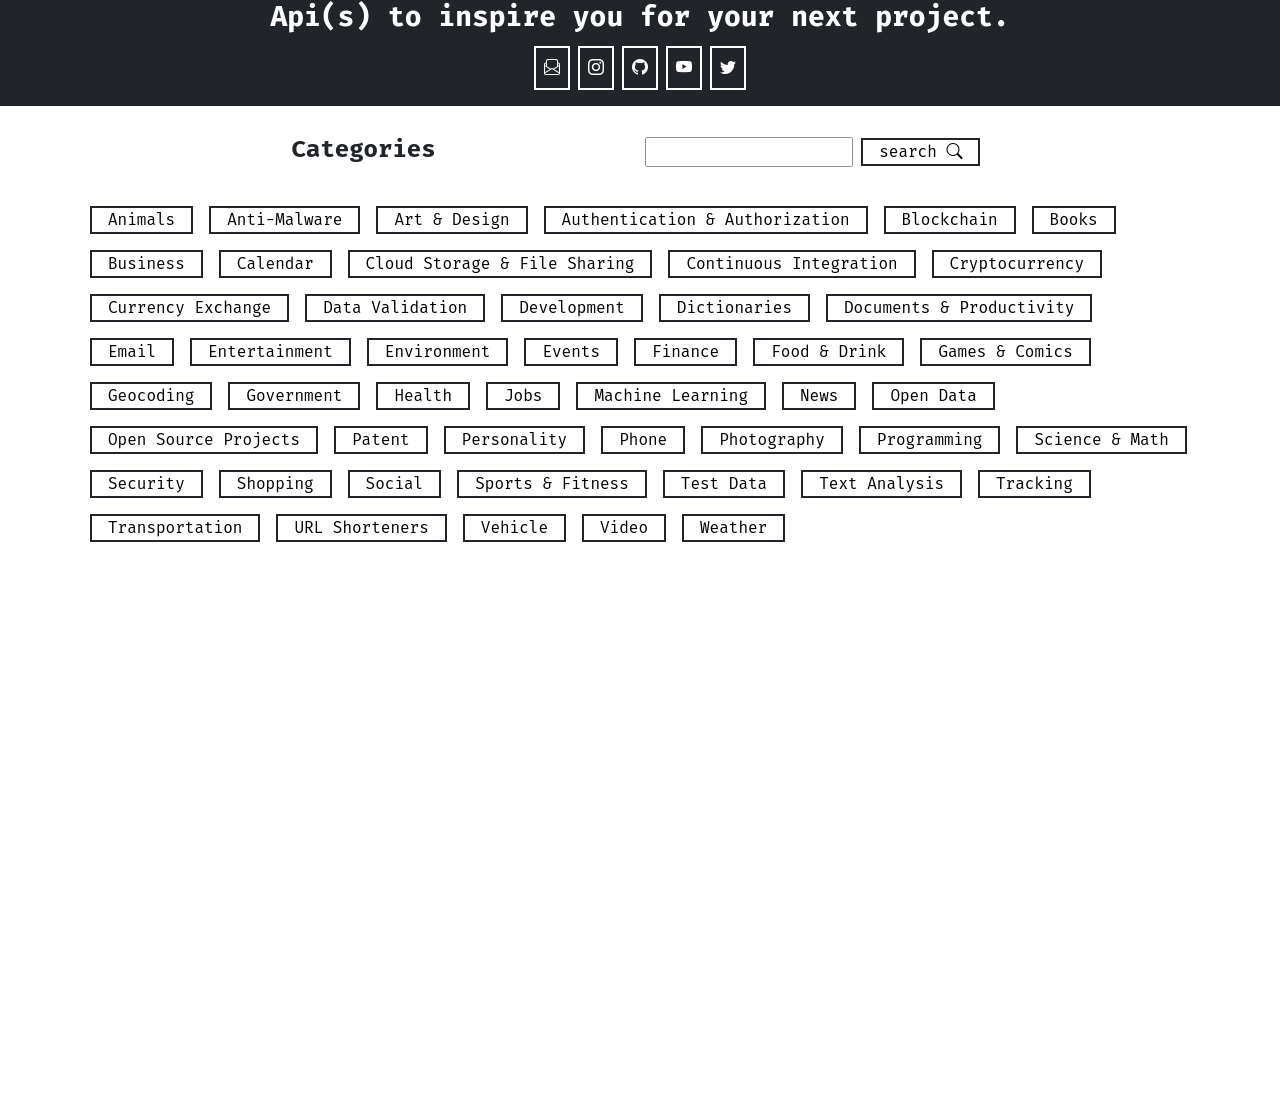 Api(s) to inspire you for your next project.
Categories search
Animals Anti-Malware Art & Design Authentication & Authorization Blockchain Books
Business Calendar Cloud Storage & File Sharing Continuous Integration Cryptocurrency
Currency Exchange Data Validation Development Dictionaries Documents & Productivity
Email Entertainment Environment Events Finance Food & Drink Games & Comics
Geocoding Government Health Jobs Machine Learning News Open Data
Open Source Projects Patent Personality Phone Photography Programming Science & Math
Security Shopping Social Sports & Fitness Test Data Text Analysis Tracking
Transportation URL Shorteners Vehicle Video Weather